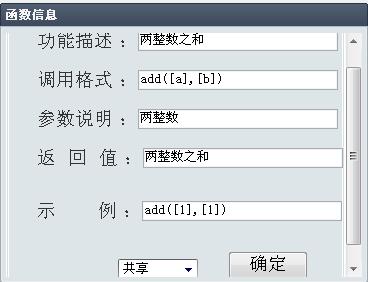 函数信息
功能描述： 两整数之和
调用格式： add([a],[b])
参数说明： 两整数
返 回 值： 两整数之和
示 例： add([1],[1])
共享 确定